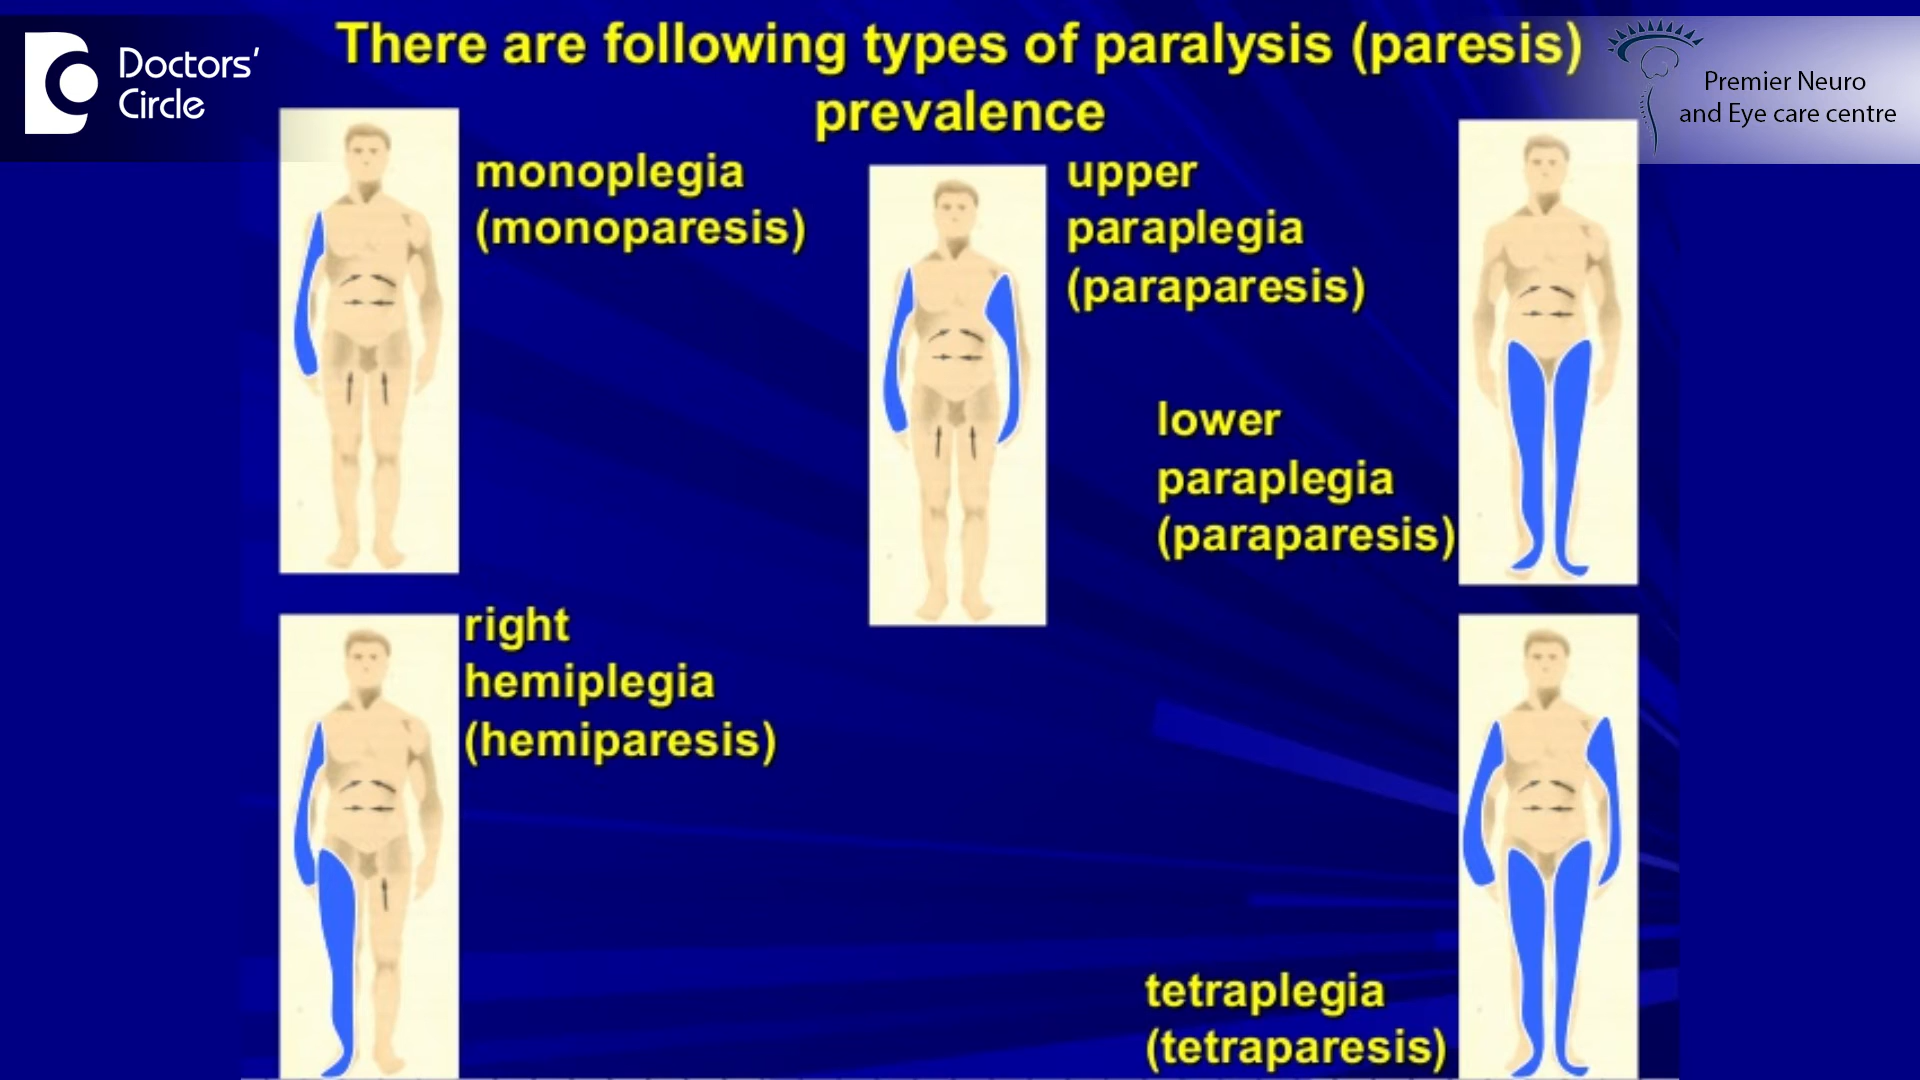 Doctors'
Circle
There are following types of paralysis (paresis)
prevalence
Premier Neuro
and Eye care centre
monoplegia
(monoparesis)
upper
paraplegia
(paraparesis)
lower
paraplegia
(paraparesis)
right
hemiplegia
(hemiparesis)
tetraplegia
(tetraparesis)